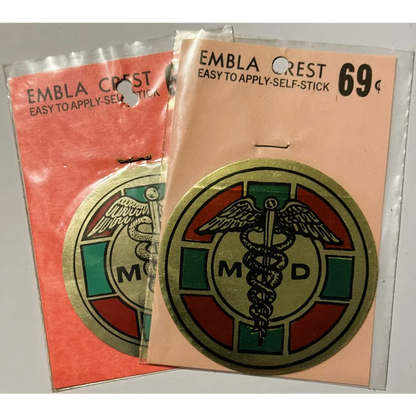 EMBLA CREST
EASY TO APPLY-SELF-STICK
M D
EMBLA CREST 69¢
EASY TO APPLY-SELF-STICK
M D